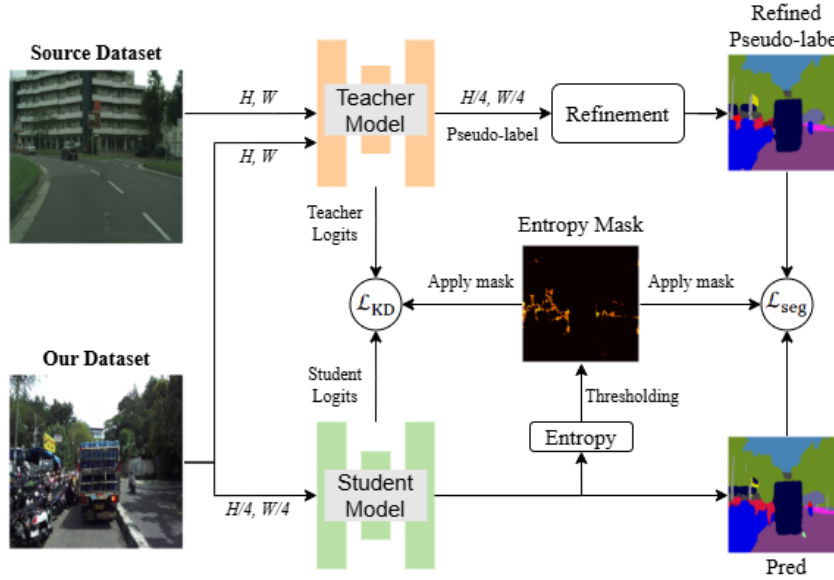 Source Dataset
H, W
H, W
Teacher
Model
H/4, W/4
Pseudo-label
Refinement
Refined
Pseudo-labe
Teacher
Logits
Entropy Mask
Apply mask
Apply mask
ℒKD
ℒseg
Our Dataset
Student
Logits
Thresholding
Entropy
H/4, W/4
Student
Model
Pred